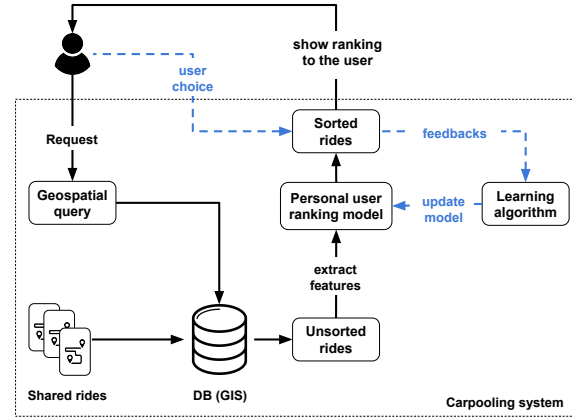 show ranking
to the user
user
choice
Request
Sorted
rides
feedbacks
Geospatial
query
Personal user
ranking model
update
model
Learning
algorithm
extract
features
Unsorted
rides
Shared rides
DB (GIS)
Carpooling system